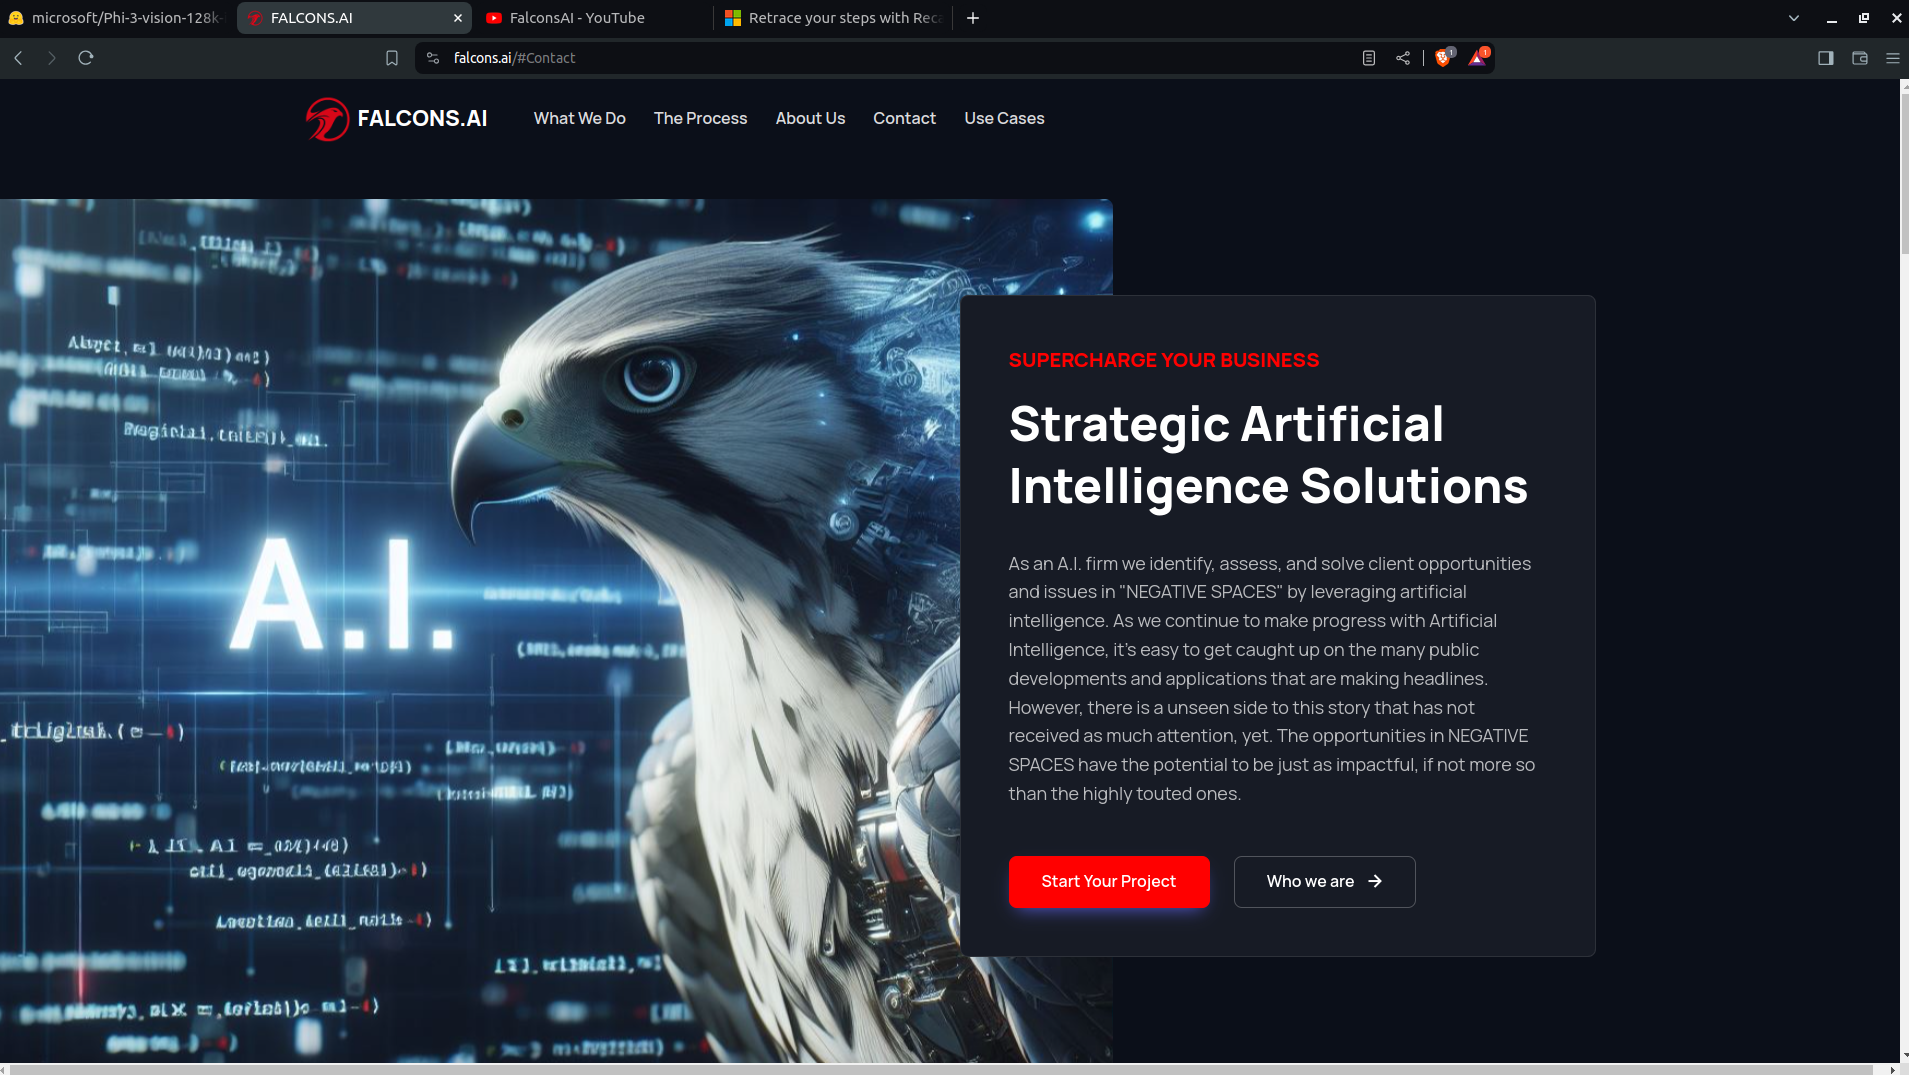 microsoft/Phi-3-vision-128k-
FALCONS.AI
FalconsAI - YouTube
Retrace your steps with Reca
falcons.ai/#Contact
1
1
FALCONS.AI
What We Do
The Process
About Us
Contact
Use Cases
A.I.
SUPERCHARGE YOUR BUSINESS
Strategic Artificial
Intelligence Solutions
As an A.I. firm we identify, assess, and solve client opportunities
and issues in "NEGATIVE SPACES" by leveraging artificial
intelligence. As we continue to make progress with Artificial
Intelligence, it's easy to get caught up on the many public
developments and applications that are making headlines.
However, there is a unseen side to this story that has not
received as much attention, yet. The opportunities in NEGATIVE
SPACES have the potential to be just as impactful, if not more so
than the highly touted ones.
Start Your Project
Who we are